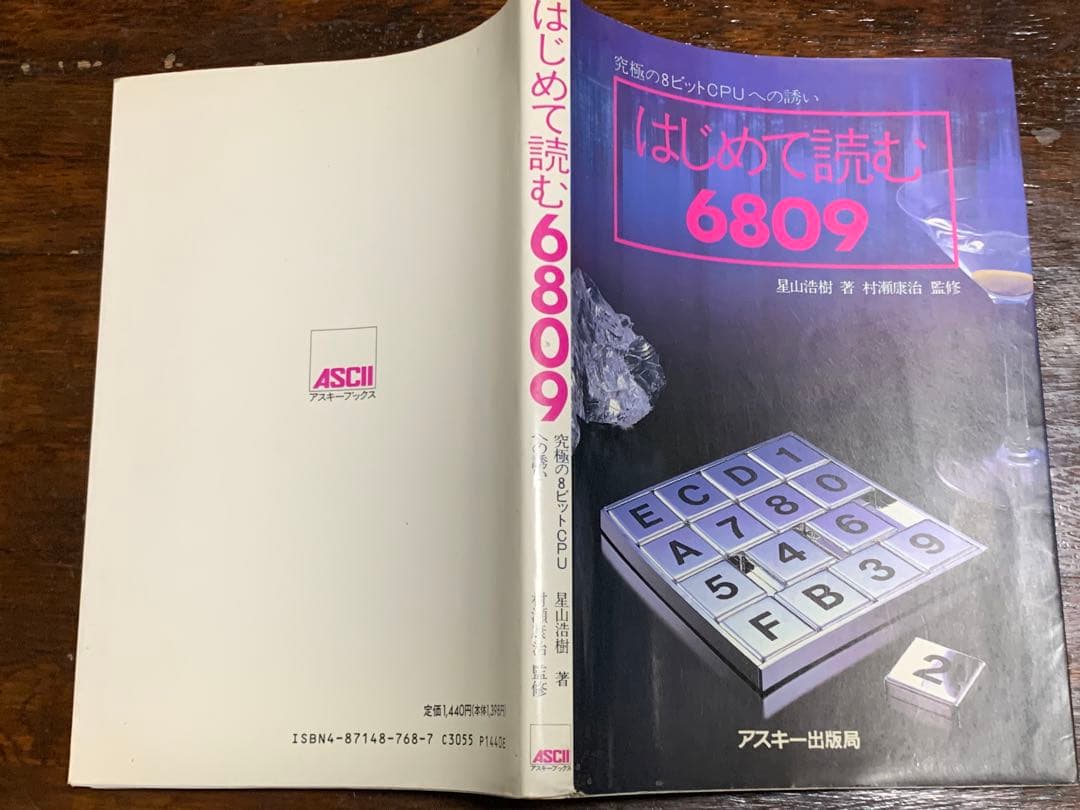 究極の8ビットCPUへの誘い
はじめて読む
6809
星山浩樹 著 村瀬康治 監修
E C D 1
A 7 8 0
5 4 6
F B 3 9
2
アスキー出版局
はじめて読む6809
究極の8ビットCPU
への誘い
星山浩樹 著
村瀬康治 監修
ASCII
アスキーブックス
ASCII
アスキーブックス
定価1,440円(本体1,398円)
ISBN4-87148-768-7 C3055 P1440E